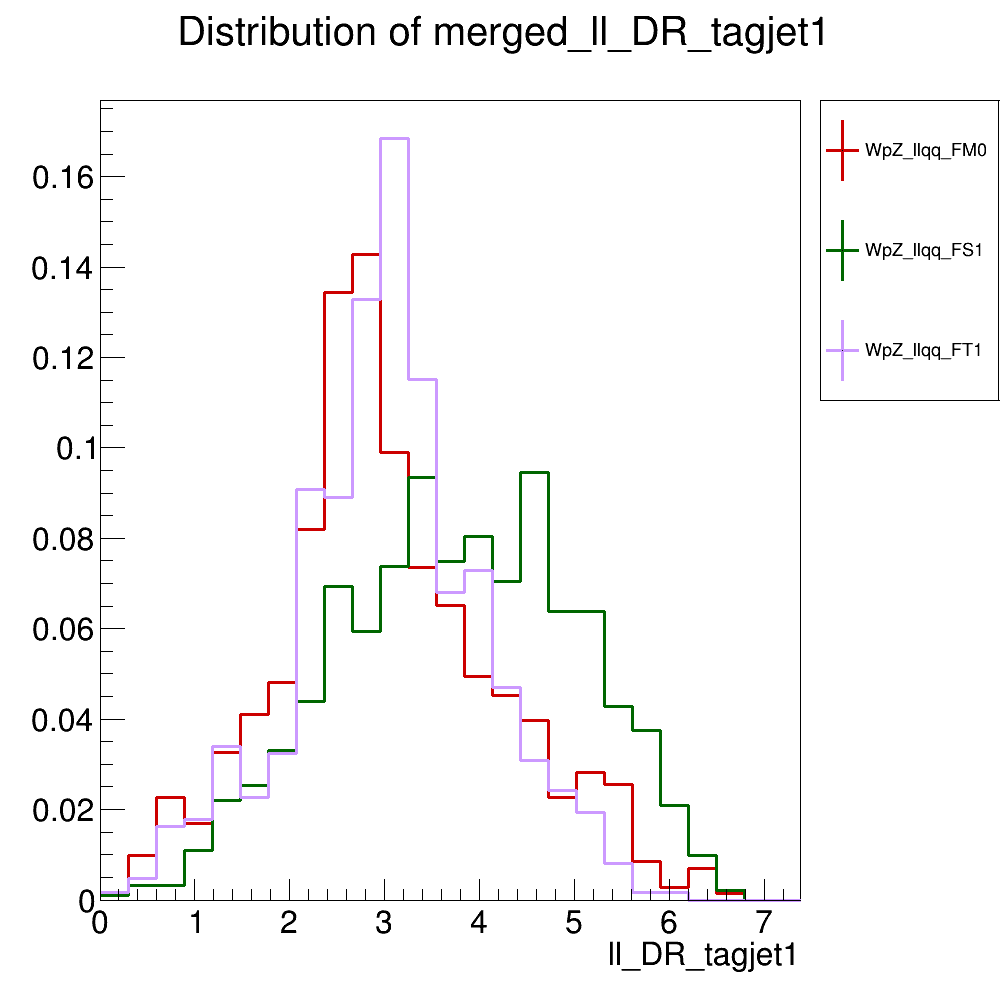 Distribution of merged_ll_DR_tagjet1
WpZ_llqq_FM0
WpZ_llqq_FS1
WpZ_llqq_FT1
0.16
0.14
0.12
0.1
0.08
0.06
0.04
0.02
0
0 1 2 3 4 5 6 7
ll_DR_tagjet1